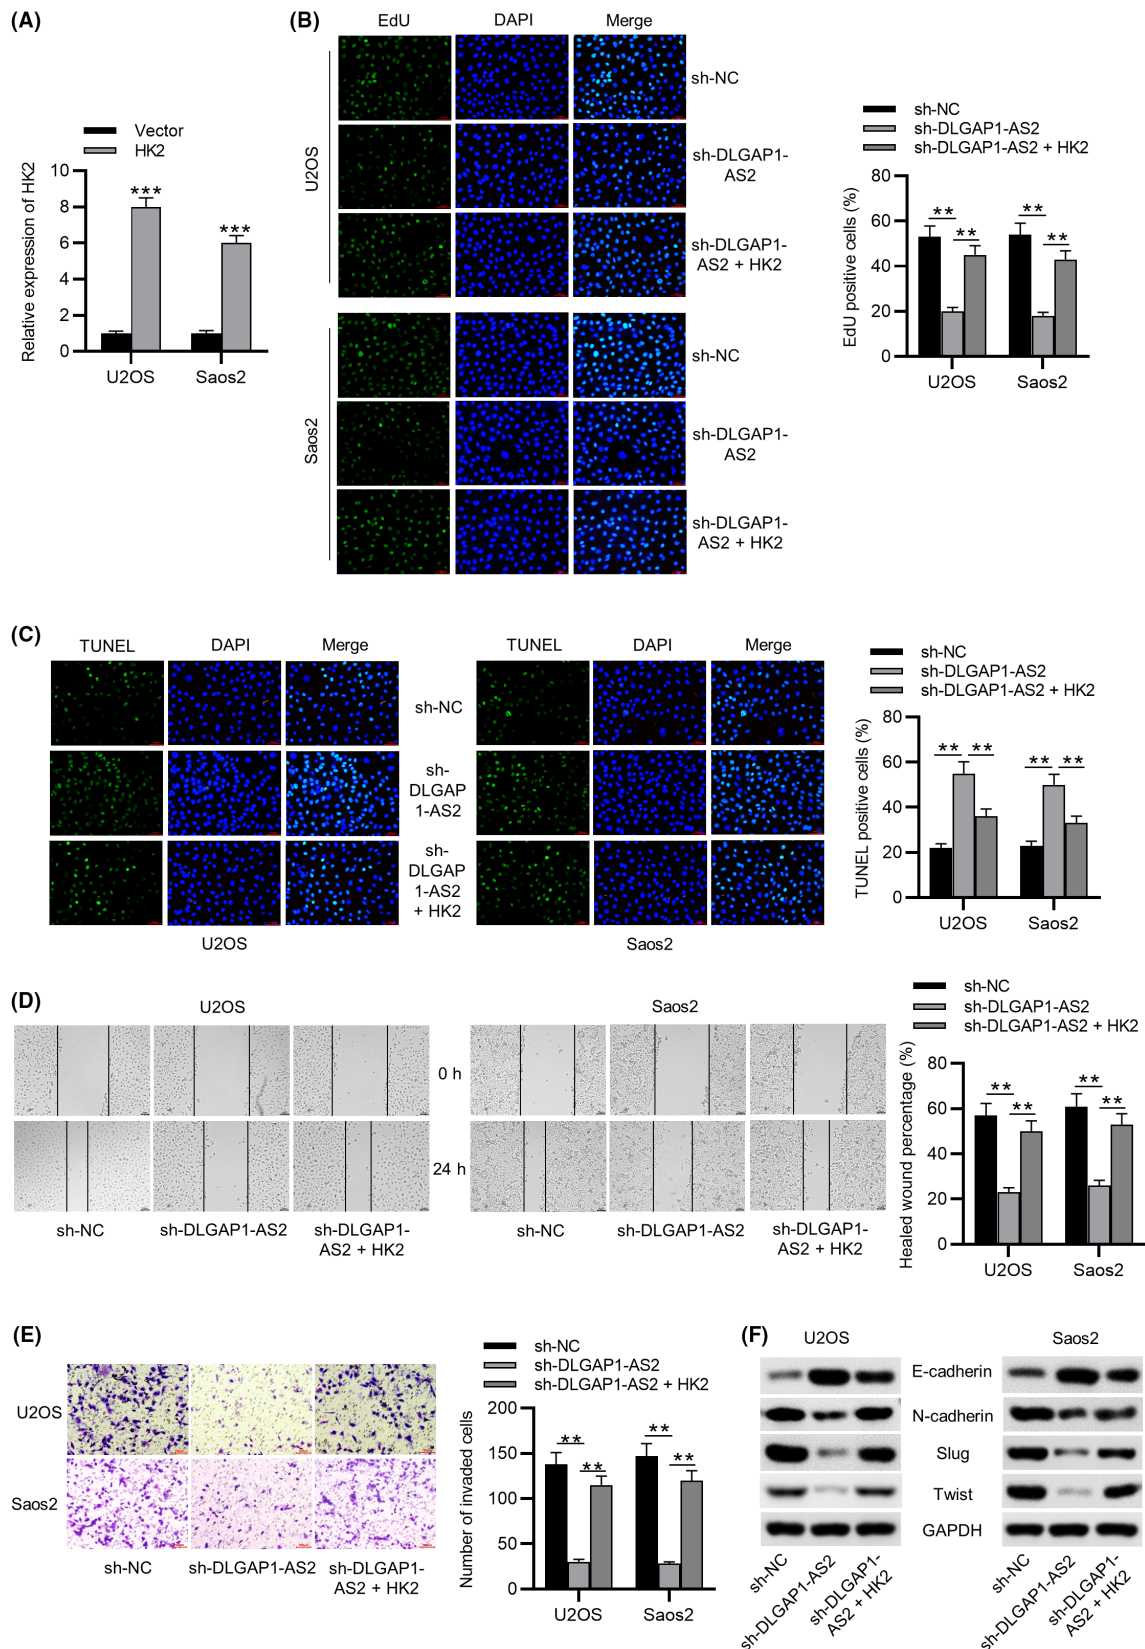 (A)
Vector
HK2
Relative expression of HK2
10
8
6
4
2
0
***
***
U2OS
Saos2
(B)
EdU
DAPI
Merge
U2OS
sh-NC
sh-DLGAP1-
AS2
sh-DLGAP1-
AS2 + HK2
Saos2
sh-NC
sh-DLGAP1-
AS2
sh-DLGAP1-
AS2 + HK2
sh-NC
sh-DLGAP1-AS2
sh-DLGAP1-AS2 + HK2
EdU positive cells (%)
80
60
40
20
0
**
**
**
**
U2OS
Saos2
(C)
TUNEL
DAPI
Merge
TUNEL
DAPI
Merge
sh-NC
sh-
DLGAP
1-AS2
sh-
DLGAP
1-AS2
+ HK2
U2OS
Saos2
sh-NC
sh-DLGAP1-AS2
sh-DLGAP1-AS2 + HK2
TUNEL positive cells (%)
80
60
40
20
0
**
**
**
**
U2OS
Saos2
(D)
U2OS
Saos2
0 h
24 h
sh-NC
sh-DLGAP1-AS2
sh-DLGAP1-
AS2 + HK2
sh-NC
sh-DLGAP1-AS2
sh-DLGAP1-
AS2 + HK2
sh-NC
sh-DLGAP1-AS2
sh-DLGAP1-AS2 + HK2
Healed wound percentage (%)
80
60
40
20
0
**
**
**
**
U2OS
Saos2
(E)
U2OS
Saos2
sh-NC
sh-DLGAP1-AS2
sh-DLGAP1-
AS2 + HK2
sh-NC
sh-DLGAP1-AS2
sh-DLGAP1-AS2 + HK2
Number of invaded cells
200
150
100
50
0
**
**
**
**
U2OS
Saos2
(F)
U2OS
Saos2
E-cadherin
N-cadherin
Slug
Twist
GAPDH
sh-NC
sh-DLGAP1-AS2
sh-DLGAP1-
AS2 + HK2
sh-NC
sh-DLGAP1-AS2
sh-DLGAP1-
AS2 + HK2